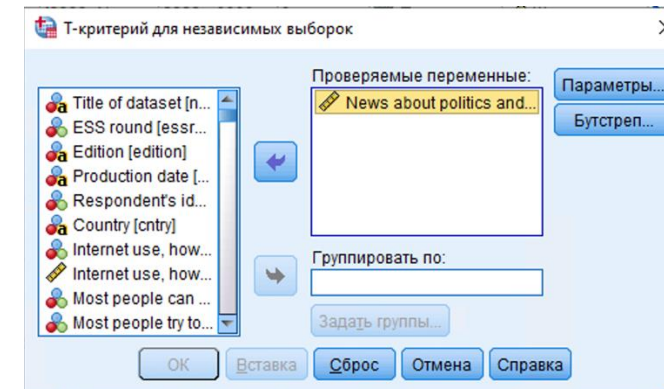 Т-критерий для независимых выборок
Title of dataset [n...
ESS round [essr...
Edition [edition]
Production date [...
Respondent's id...
Country [cntry]
Internet use, how...
Internet use, how...
Most people can ...
Most people try to...
Проверяемые переменные:
News about politics and...
Группировать по:
Задать группы...
Параметры...
Бутстреп...
ОК
Вставка
Сброс
Отмена
Справка